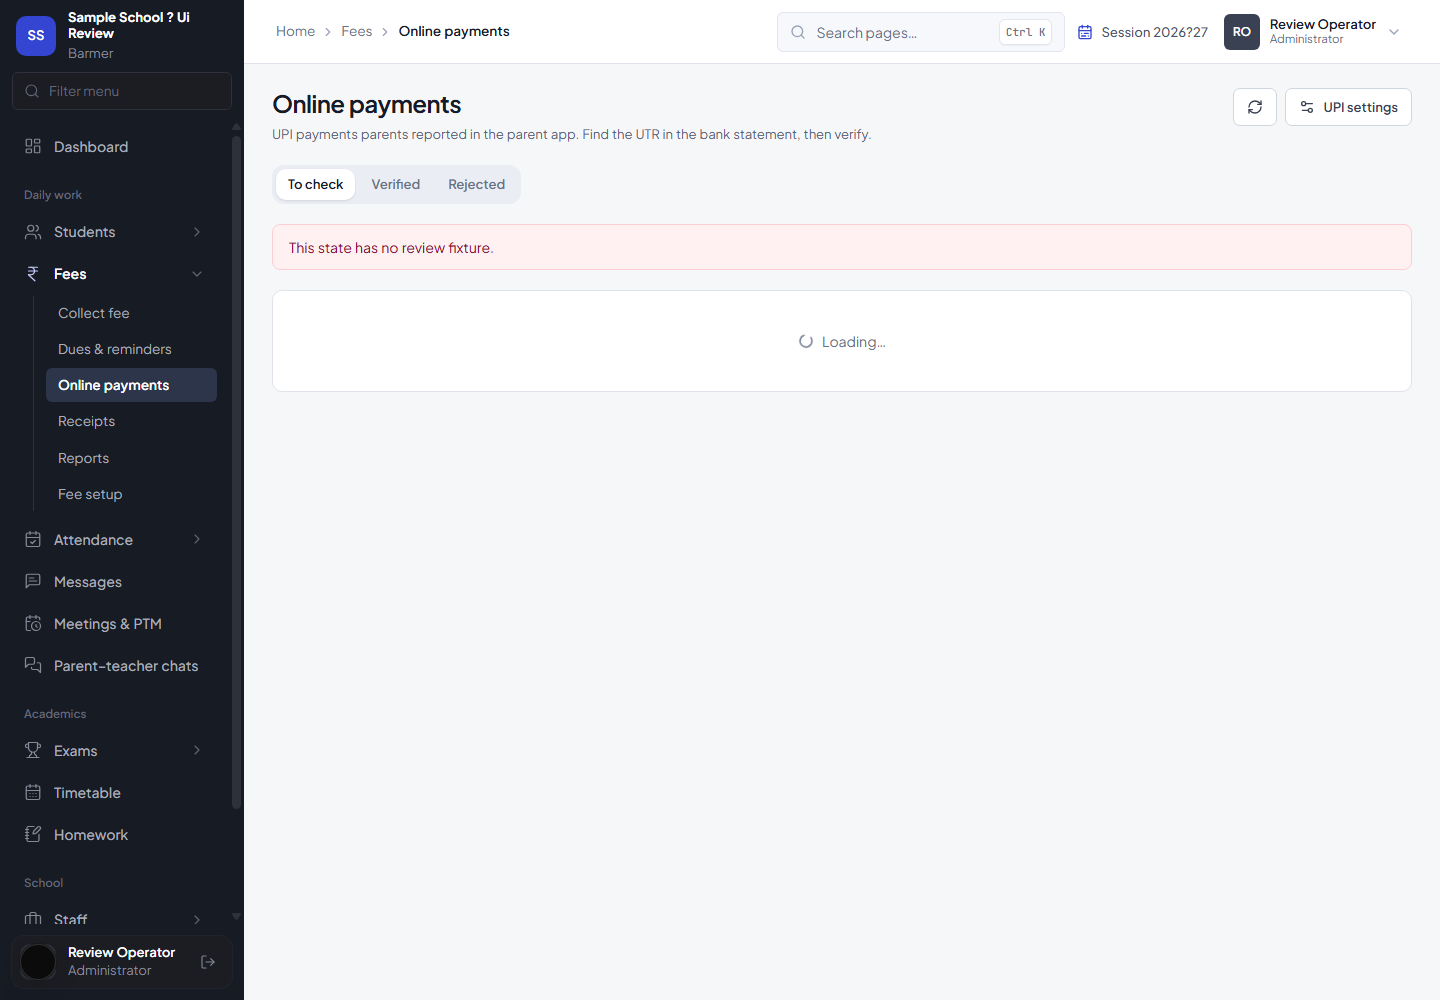 SS
Sample School ? Ui
Review
Barmer
Filter menu
Dashboard
Daily work
Students
Fees
Collect fee
Dues & reminders
Online payments
Receipts
Reports
Fee setup
Attendance
Messages
Meetings & PTM
Parent-teacher chats
Academics
Exams
Timetable
Homework
School
Staff
Review Operator
Administrator
Home > Fees > Online payments
Search pages... Ctrl K
Session 2026?27
RO
Review Operator
Administrator
Online payments
UPI payments parents reported in the parent app. Find the UTR in the bank statement, then verify.
UPI settings
To check Verified Rejected
This state has no review fixture.
Loading...